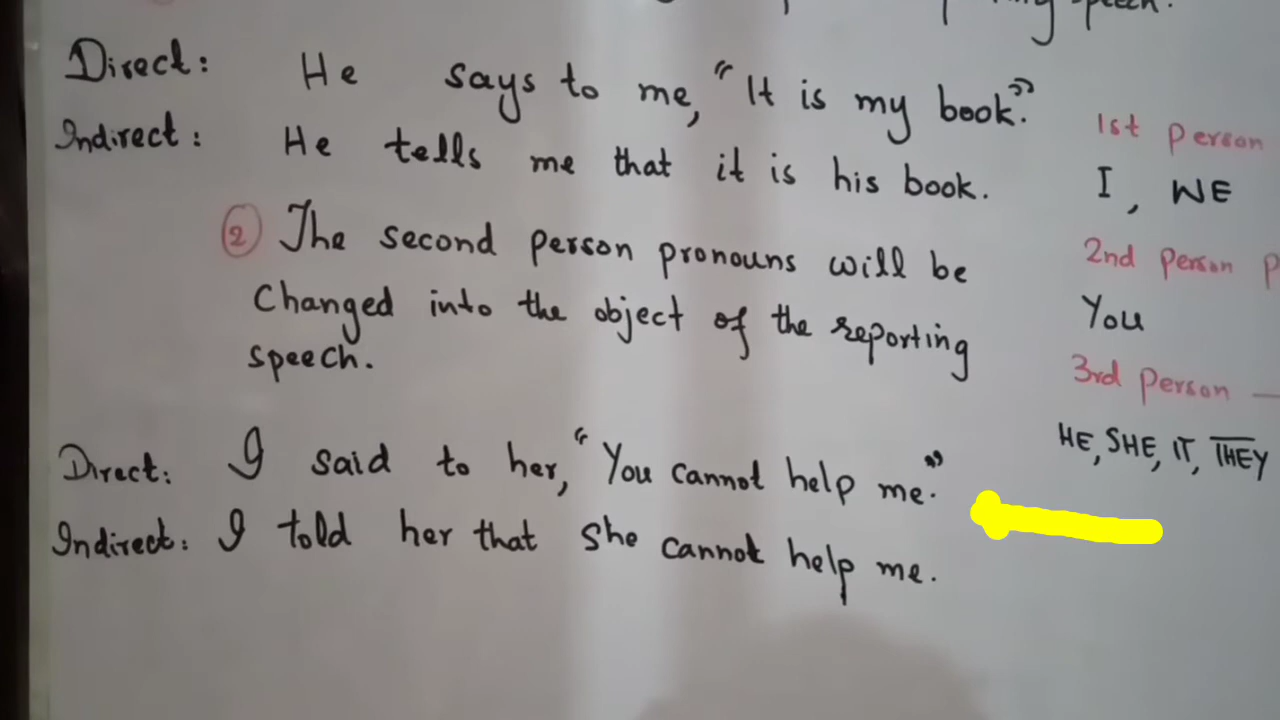 speech.
Direct: He says to me, "It is my book."
Indirect: He tells me that it is his book.
② The second person pronouns will be
Changed into the object of the reporting
speech.
Direct: I said to her, "You cannot help me."
Indirect: I told her that She cannot help me.
1st person
I, WE
2nd person P
You
3rd person —
HE, SHE, IT, THEY